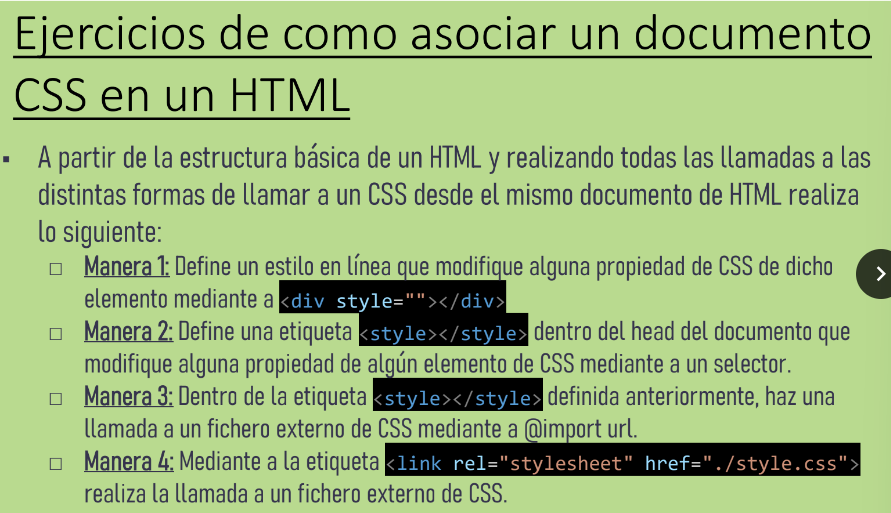 Ejercicios de como asociar un documento
CSS en un HTML
▪ A partir de la estructura básica de un HTML y realizando todas las llamadas a las
distintas formas de llamar a un CSS desde el mismo documento de HTML realiza
lo siguiente:
□ Manera 1: Define un estilo en línea que modifique alguna propiedad de CSS de dicho
elemento mediante a <div style=""></div>
□ Manera 2: Define una etiqueta <style></style> dentro del head del documento que
modifique alguna propiedad de algún elemento de CSS mediante a un selector.
□ Manera 3: Dentro de la etiqueta <style></style> definida anteriormente, haz una
llamada a un fichero externo de CSS mediante a @import url.
□ Manera 4: Mediante a la etiqueta <link rel="stylesheet" href="./style.css">
realiza la llamada a un fichero externo de CSS.